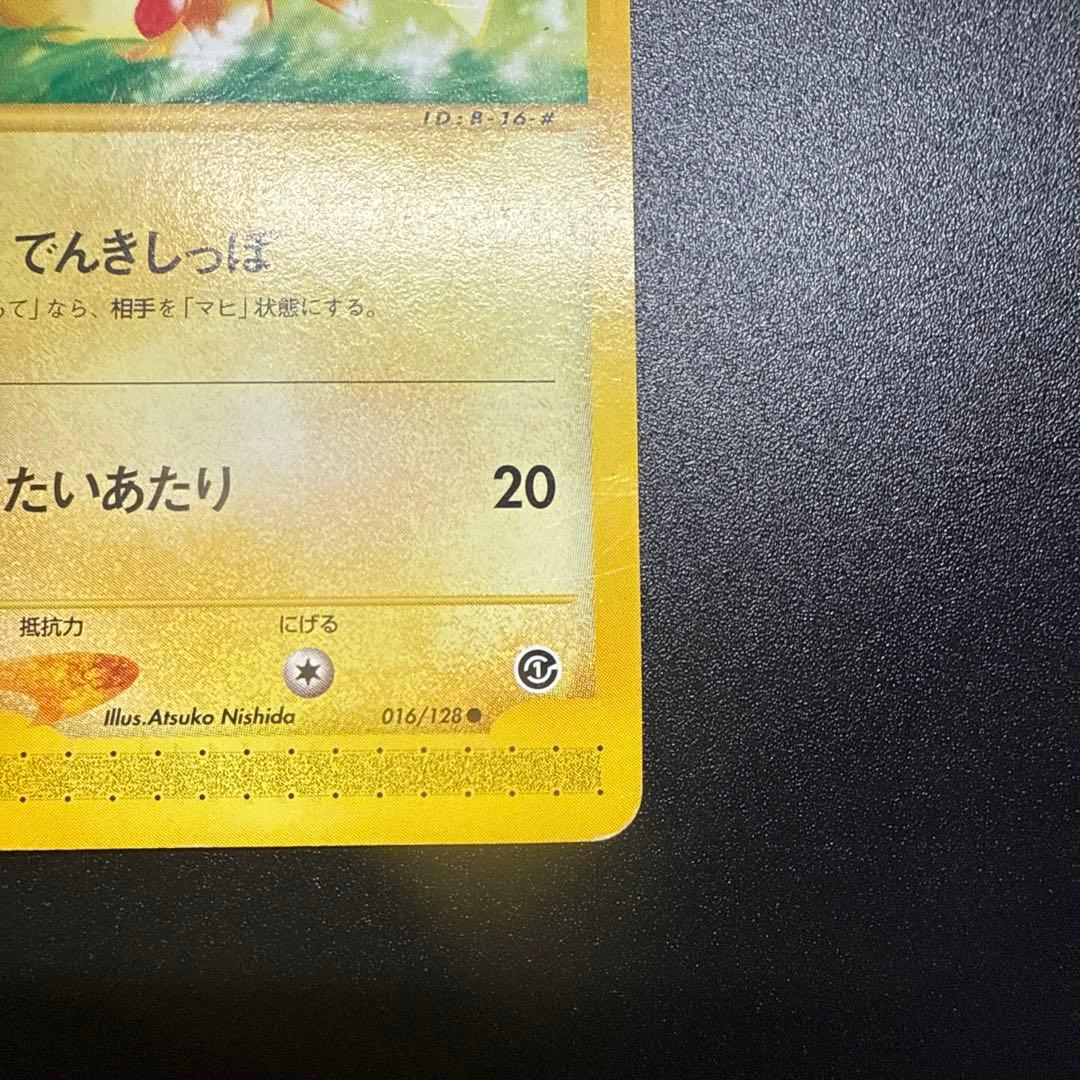 ID:B-16-#
でんきしっぽ
て」なら、相手を「マヒ」状態にする。
たいあたり 20
抵抗力 にげる
1
Illus.Atsuko Nishida 016/128●